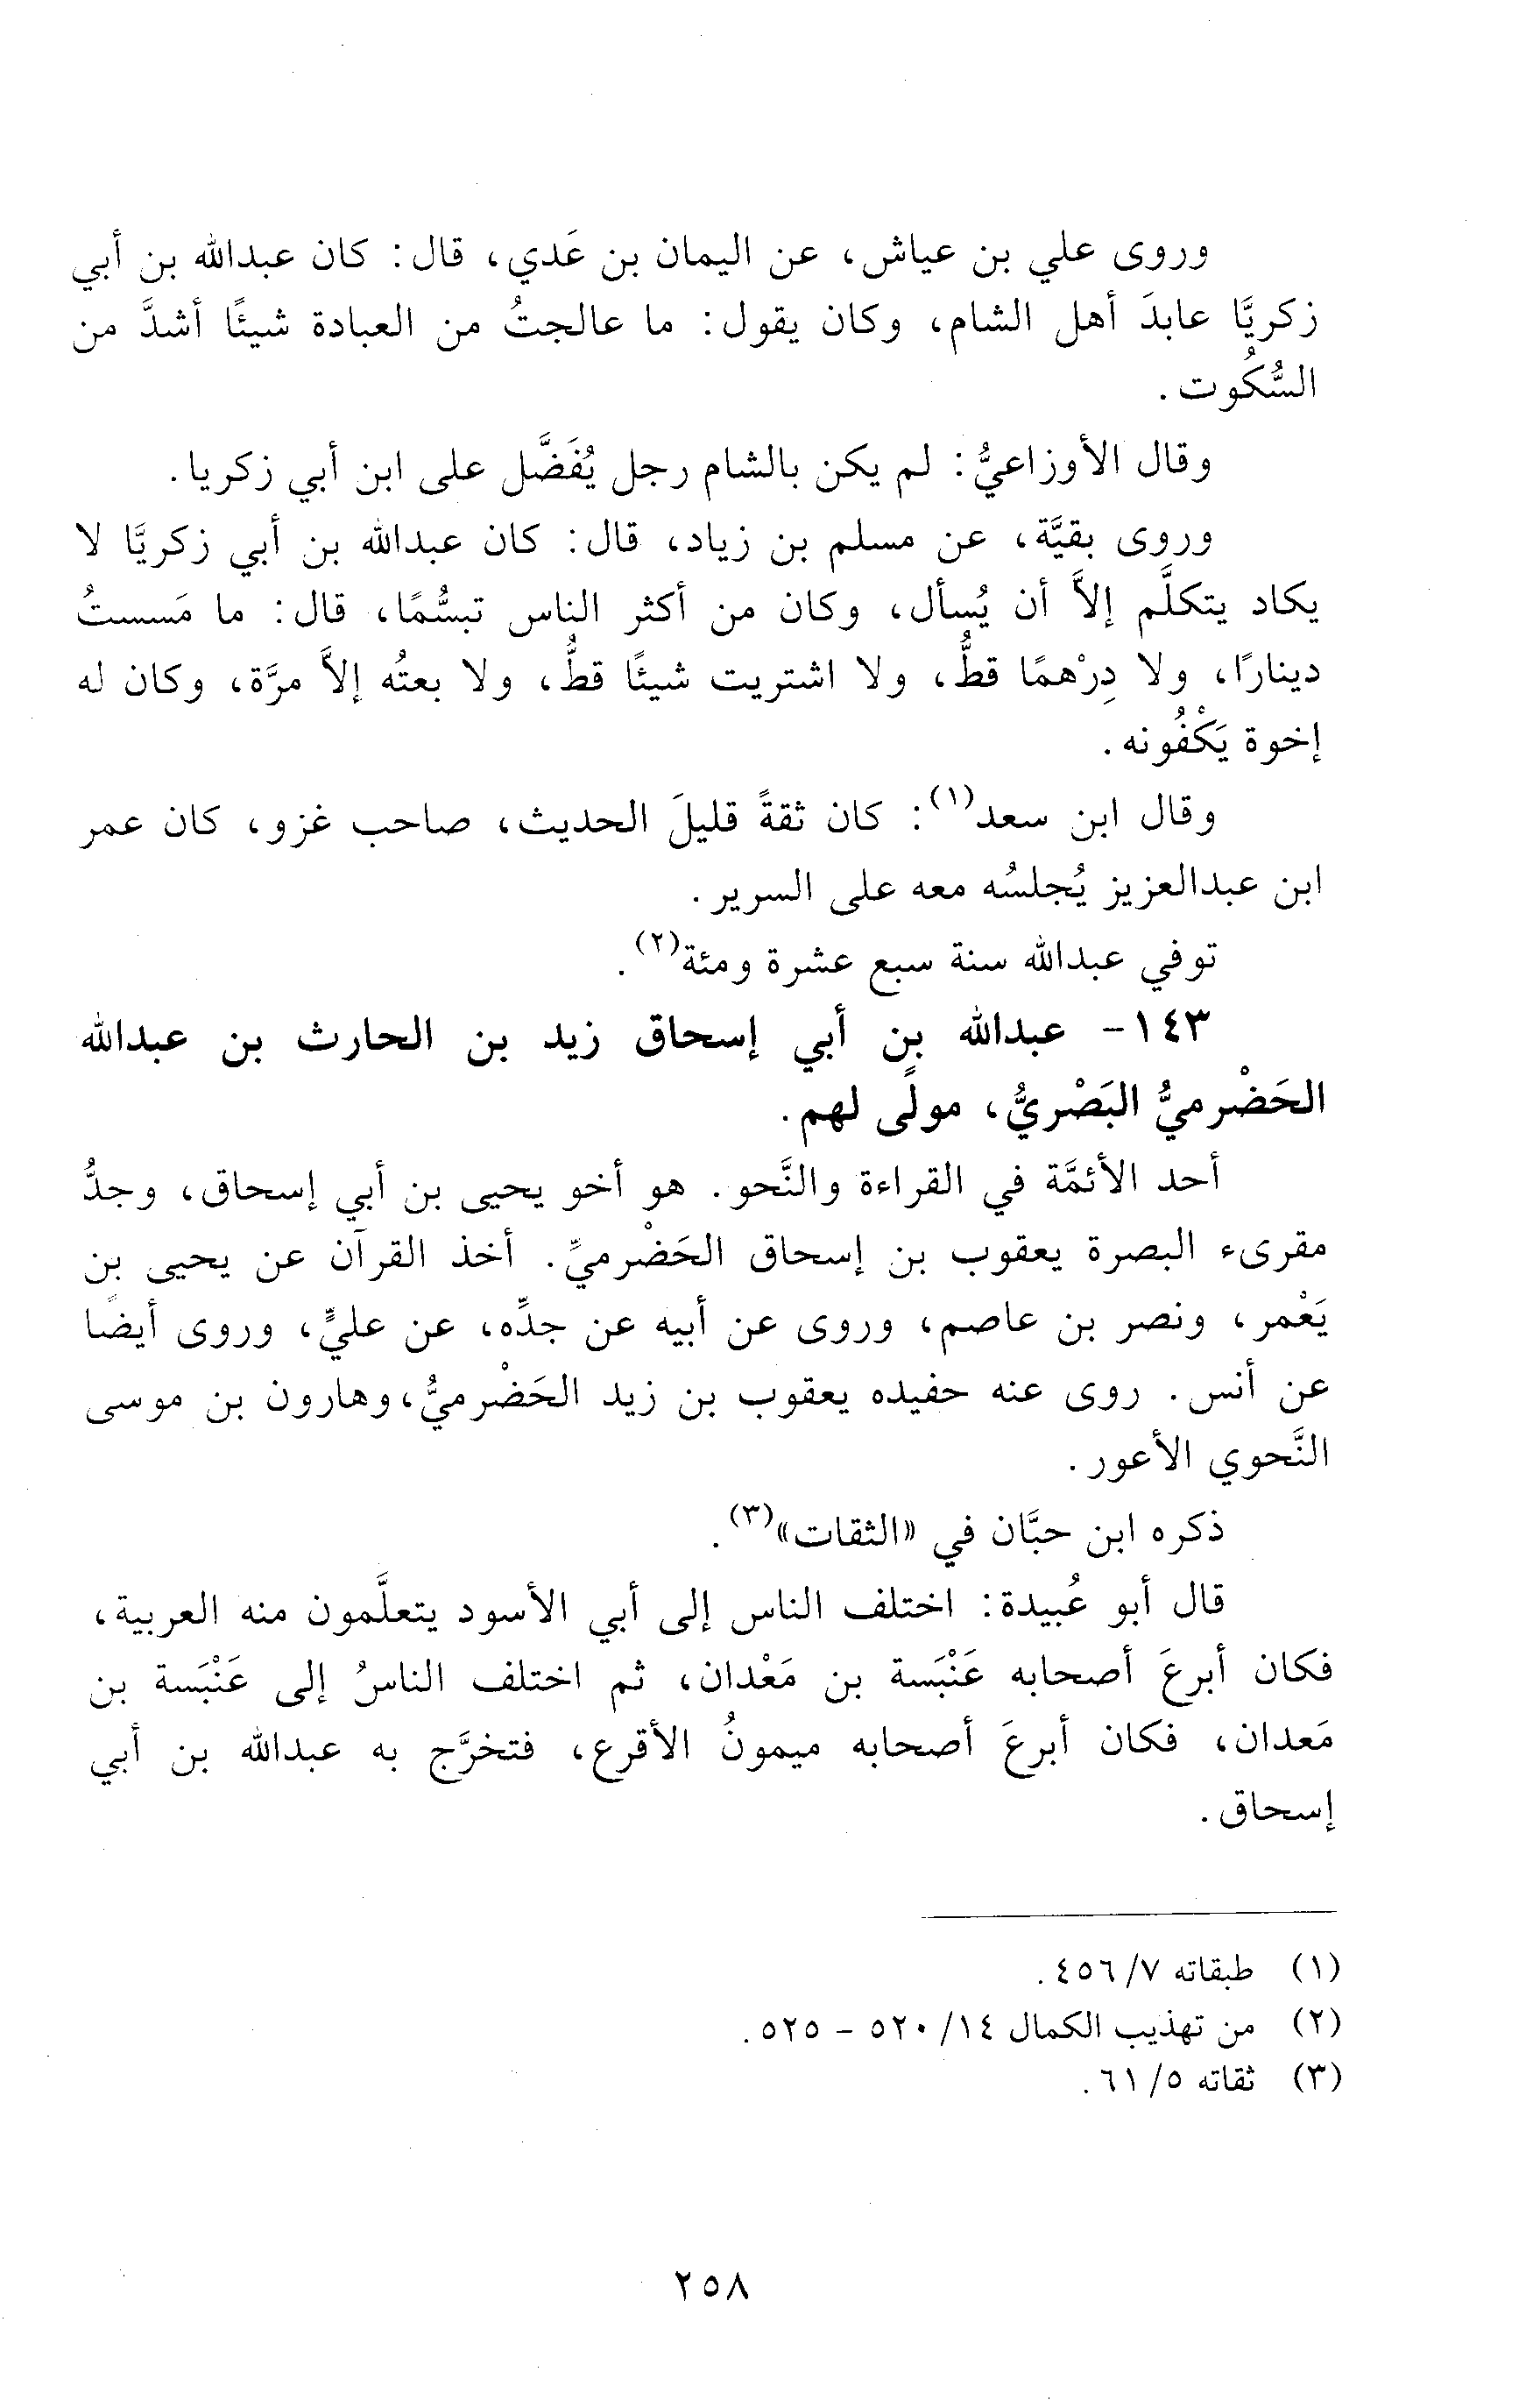 وروى علي بن عياش، عن اليمان بن عَدي، قال: كان عبدالله بن أبي
زكريَّا عابدَ أهل الشام، وكان يقول: ما عالجتُ من العبادة شيئًا أشدَّ من
السُّكُوت.
وقال الأوزاعيُّ: لم يكن بالشام رجل يُفَضَّل على ابن أبي زكريا.
وروى بقيَّة، عن مسلم بن زياد، قال: كان عبدالله بن أبي زكريَّا لا
يكاد يتكلَّم إلاَّ أن يُسأل، وكان من أكثر الناس تبسُّمًا، قال: ما مَسستُ
دينارًا، ولا دِرْهمًا قطُّ، ولا اشتريت شيئًا قطُّ، ولا بعتُه إلاَّ مرَّة، وكان له
إخوة يَكْفُونه.
وقال ابن سعد(١): كان ثقةً قليلَ الحديث، صاحب غزو، كان عمر
ابن عبدالعزيز يُجلسُه معه على السرير.
توفي عبدالله سنة سبع عشرة ومئة(٢).
١٤٣- عبدالله بن أبي إسحاق زيد بن الحارث بن عبدالله
الحَضْرميُّ البَصْريُّ، مولًى لهم.
أحد الأئمَّة في القراءة والنَّحو. هو أخو يحيى بن أبي إسحاق، وجدُّ
مقرىء البصرة يعقوب بن إسحاق الحَضْرميِّ. أخذ القرآن عن يحيى بن
يَعْمر، ونصر بن عاصم، وروى عن أبيه عن جدِّه، عن عليٍّ، وروى أيضًا
عن أنس. روى عنه حفيده يعقوب بن زيد الحَضْرميُّ، وهارون بن موسى
النَّحوي الأعور.
ذكره ابن حبَّان في «الثقات»(٣).
قال أبو عُبيدة: اختلف الناس إلى أبي الأسود يتعلَّمون منه العربية،
فكان أبرعَ أصحابه عَنْبَسة بن مَعْدان، ثم اختلف الناسُ إلى عَنْبَسة بن
مَعدان، فكان أبرعَ أصحابه ميمونُ الأقرع، فتخرَّج به عبدالله بن أبي
إسحاق.
(١) طبقاته ٧/ ٤٥٦.
(٢) من تهذيب الكمال ١٤/ ٥٢٠ - ٥٢٥.
(٣) ثقاته ٥/ ٦١.
٢٥٨